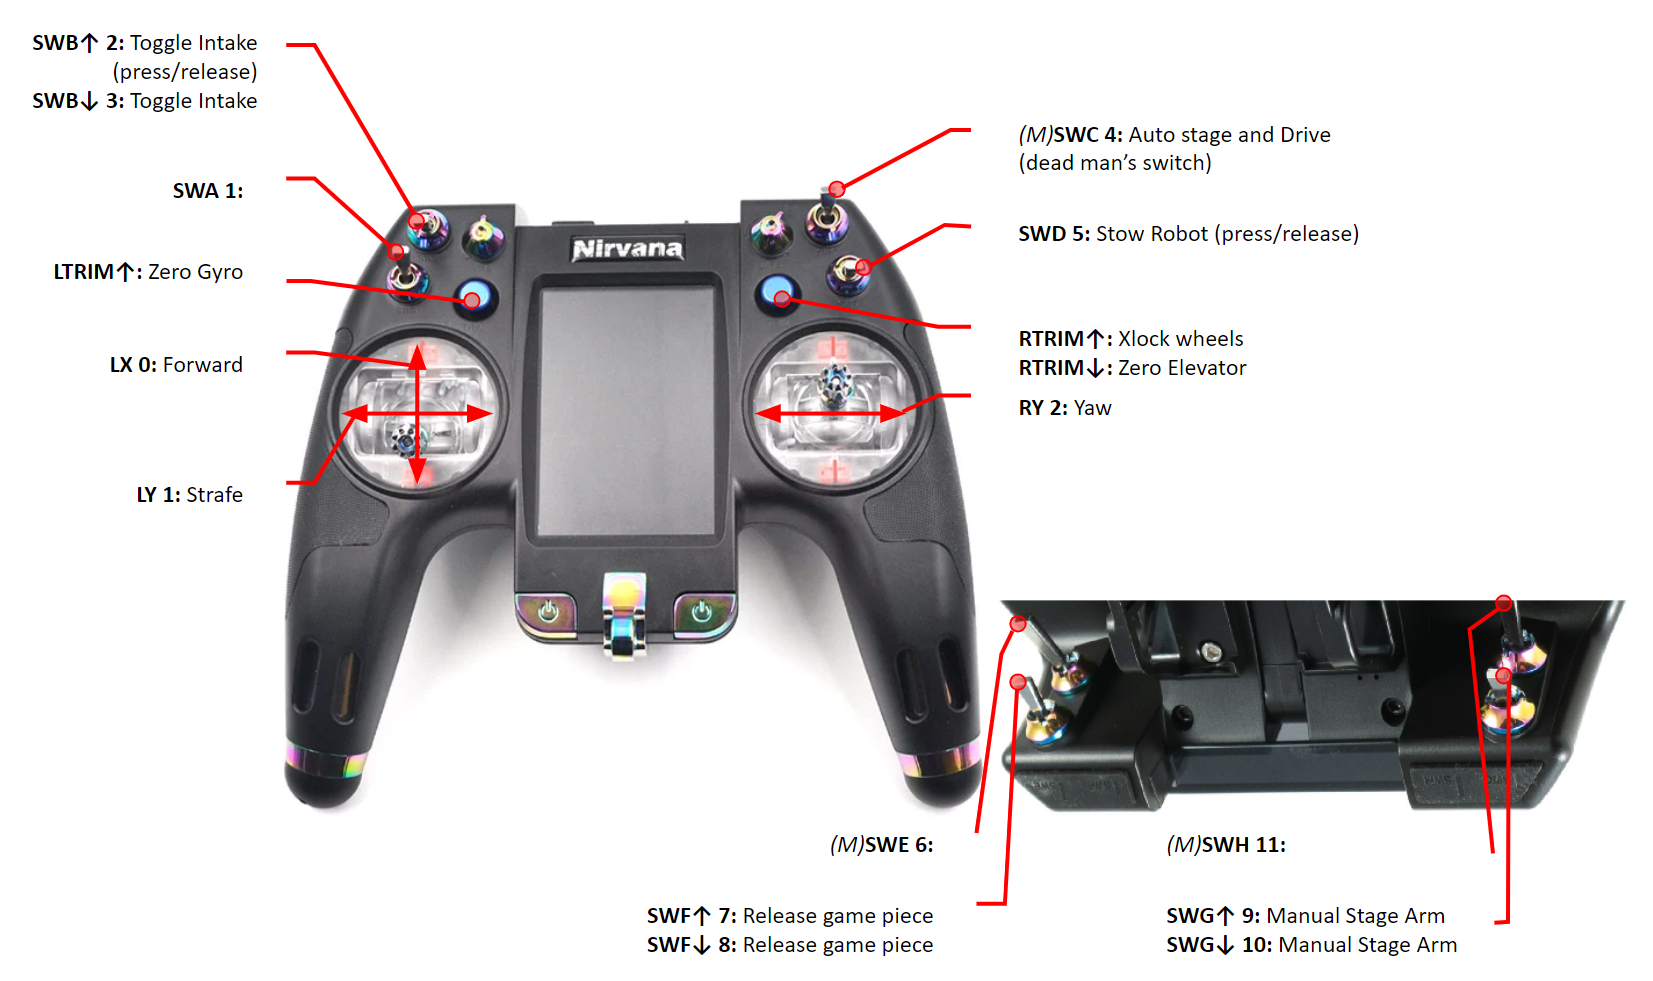 SWB↑ 2: Toggle Intake
(press/release)
SWB↓ 3: Toggle Intake
SWA 1:
LTRIM↑: Zero Gyro
LX 0: Forward
LY 1: Strafe
Nirvana
(M)SWC 4: Auto stage and Drive
(dead man’s switch)
SWD 5: Stow Robot (press/release)
RTRIM↑: Xlock wheels
RTRIM↓: Zero Elevator
RY 2: Yaw
(M)SWE 6:
SWF↑ 7: Release game piece
SWF↓ 8: Release game piece
(M)SWH 11:
SWG↑ 9: Manual Stage Arm
SWG↓ 10: Manual Stage Arm